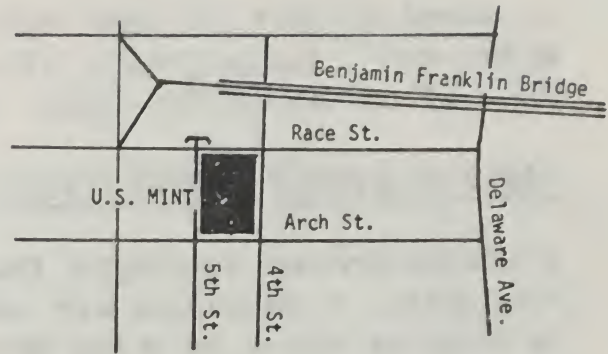 Benjamin Franklin Bridge
Race St.
U.S. MINT
Arch St.
Delaware Ave.
5th St.
4th St.